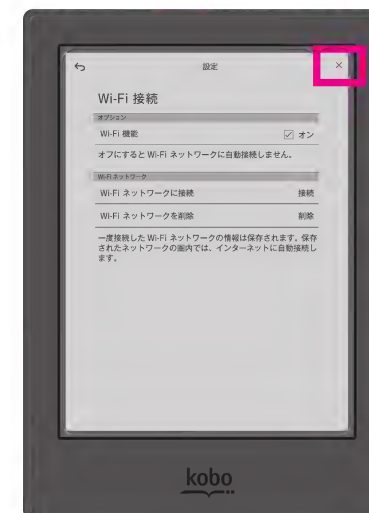 設定
×
Wi-Fi 接続
オプション
Wi-Fi 機能 オン
オフにすると Wi-Fi ネットワークに自動接続しません。
Wi-Fi ネットワーク
Wi-Fi ネットワークに接続 接続
Wi-Fi ネットワークを削除 削除
一度接続した Wi-Fi ネットワークの情報は保存されます。保存
されたネットワークの圏内では、インターネットに自動接続し
ます。
kobo